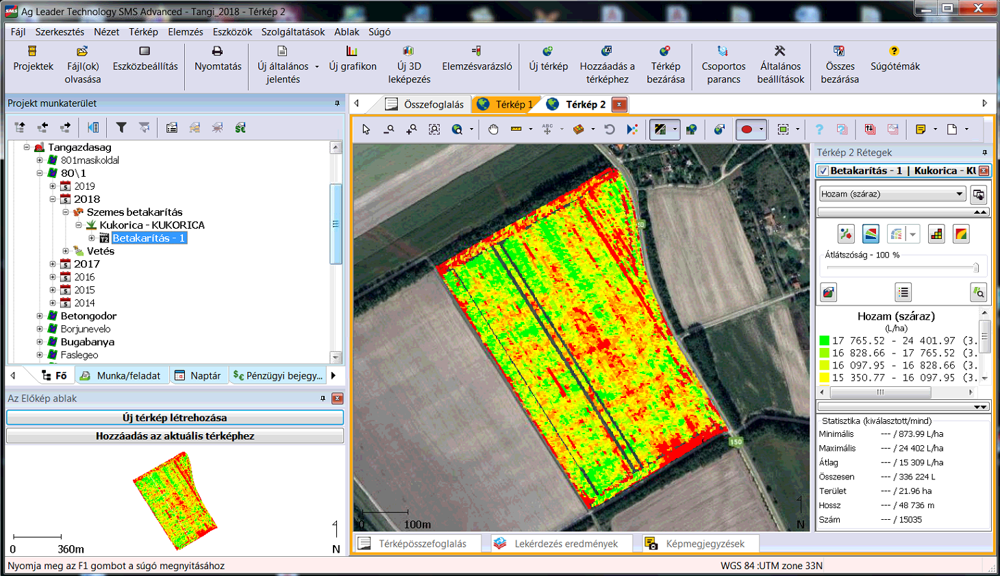 Ag Leader Technology SMS Advanced - Tangi_2018 - Térkép 2
Fájl Szerkesztés Nézet Térkép Elemzés Eszközök Szolgáltatások Ablak Súgó
Projektek
Fájl(ok) olvasása
Eszközbeállítás
Nyomtatás
Új általános jelentés
Új grafikon
Új 3D leképezés
Elemzésvarázsló
Új térkép
Hozzáadás a térképhez
Térkép bezárása
Csoportos parancs
Általános beállítások
Összes bezárása
Súgótémák
Projekt munkaterület
Tangazdasag
801masikoldal
80\1
2019
2018
Szemes betakarítás
Kukorica - KUKORICA
Betakarítás - 1
Vetés
2017
2016
2015
2014
Betongodor
Borjunevelo
Bugabanya
Faslegeo
Fő Munka/feladat Naptár Pénzügyi bejegy...
Az Előkép ablak
Új térkép létrehozása
Hozzáadás az aktuális térképhez
0 360m N
Összefoglalás Térkép 1 Térkép 2
ABC
150
0 100m N
Térképösszefoglalás Lekérdezés eredmények Képmegjegyzések
Térkép 2 Rétegek
Betakarítás - 1 | Kukorica - KU
Hozam (száraz)
Átlátszóság - 100 %
Hozam (száraz)
(L/ha)
17 765.52 - 24 401.97 (3.
16 828.66 - 17 765.52 (3.
16 097.95 - 16 828.66 (3.
15 350.77 - 16 097.95 (3.
Statisztika (kiválasztott/mind)
Minimális --- / 873.99 L/ha
Maximális --- / 24 402 L/ha
Átlag --- / 15 309 L/ha
Összesen --- / 336 224 L
Terület --- / 21.96 ha
Hossz --- / 48 736 m
Szám --- / 15035
Nyomja meg az F1 gombot a súgó megnyitásához
WGS 84 :UTM zone 33N